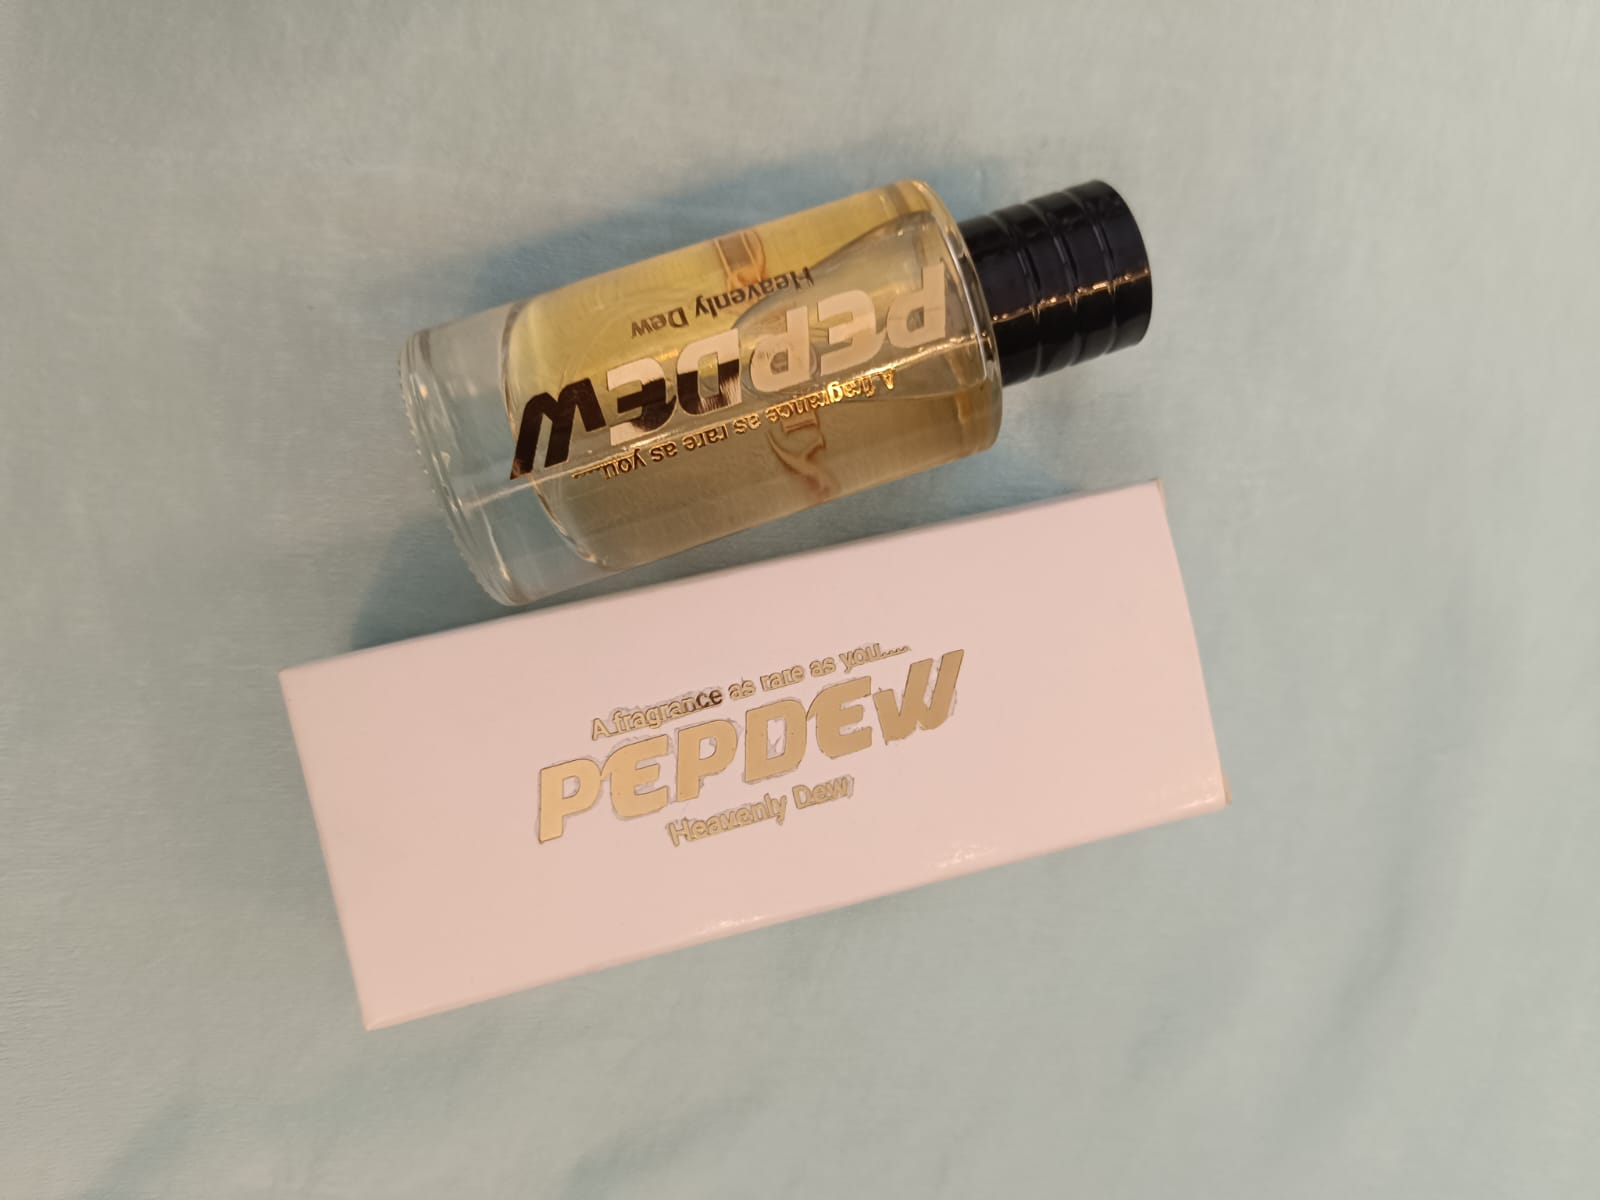 A fragrance as rare as you....
PEPDEW
Heavenly Dew
A fragrance as rare as you....
PEPDEW
Heavenly Dew